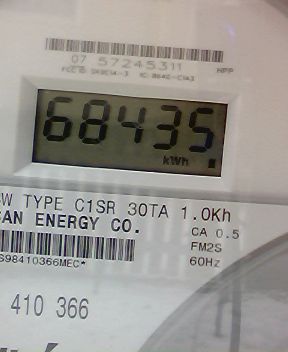 07 57245311
68435
kWh
W TYPE C1SR 30TA 1.0Kh
AN ENERGY CO.
CA 0.5
FM2S
60Hz
S98410366MEC*
410 366